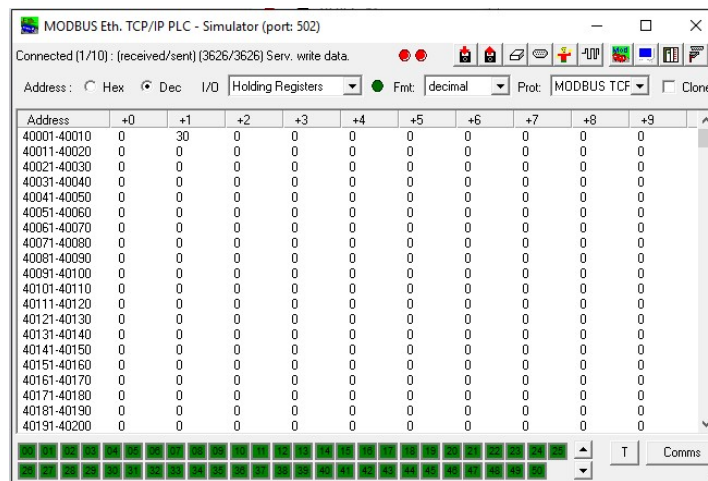 MODBUS Eth. TCP/IP PLC - Simulator (port: 502)
Connected (1/10) : (received/sent) (3626/3626) Serv. write data.
Address : Hex Dec I/O Holding Registers Fmt: decimal Prot: MODBUS TCP Clone
Address +0 +1 +2 +3 +4 +5 +6 +7 +8 +9
40001-40010 0 30 0 0 0 0 0 0 0 0
40011-40020 0 0 0 0 0 0 0 0 0 0
40021-40030 0 0 0 0 0 0 0 0 0 0
40031-40040 0 0 0 0 0 0 0 0 0 0
40041-40050 0 0 0 0 0 0 0 0 0 0
40051-40060 0 0 0 0 0 0 0 0 0 0
40061-40070 0 0 0 0 0 0 0 0 0 0
40071-40080 0 0 0 0 0 0 0 0 0 0
40081-40090 0 0 0 0 0 0 0 0 0 0
40091-40100 0 0 0 0 0 0 0 0 0 0
40101-40110 0 0 0 0 0 0 0 0 0 0
40111-40120 0 0 0 0 0 0 0 0 0 0
40121-40130 0 0 0 0 0 0 0 0 0 0
40131-40140 0 0 0 0 0 0 0 0 0 0
40141-40150 0 0 0 0 0 0 0 0 0 0
40151-40160 0 0 0 0 0 0 0 0 0 0
40161-40170 0 0 0 0 0 0 0 0 0 0
40171-40180 0 0 0 0 0 0 0 0 0 0
40181-40190 0 0 0 0 0 0 0 0 0 0
40191-40200 0 0 0 0 0 0 0 0 0 0
00 01 02 03 04 05 06 07 08 09 10 11 12 13 14 15 16 17 18 19 20 21 22 23 24 25 T Comms
26 27 28 29 30 31 32 33 34 35 36 37 38 39 40 41 42 43 44 45 46 47 48 49 50